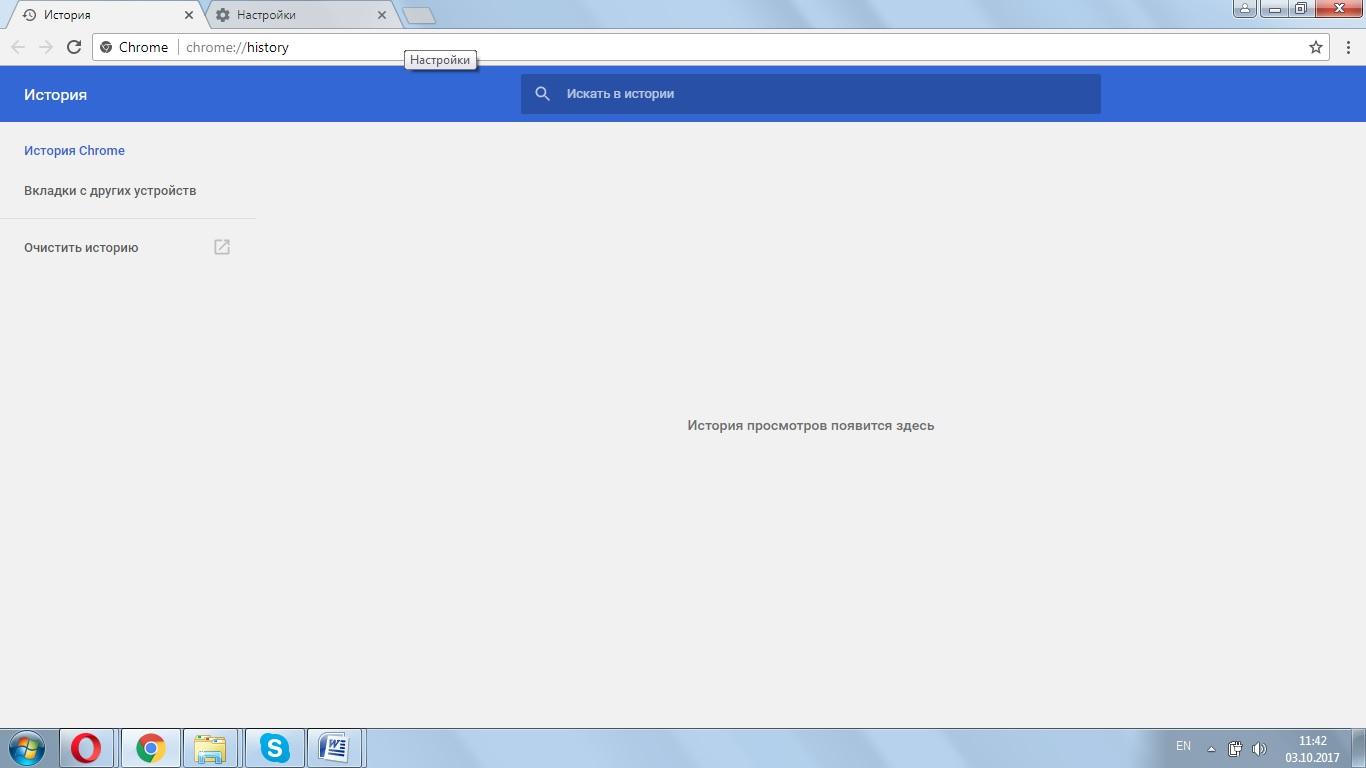 История
Настройки
Chrome
chrome://history
Настройки
История
Искать в истории
История Chrome
Вкладки с других устройств
Очистить историю
История просмотров появится здесь
EN
11:42
03.10.2017